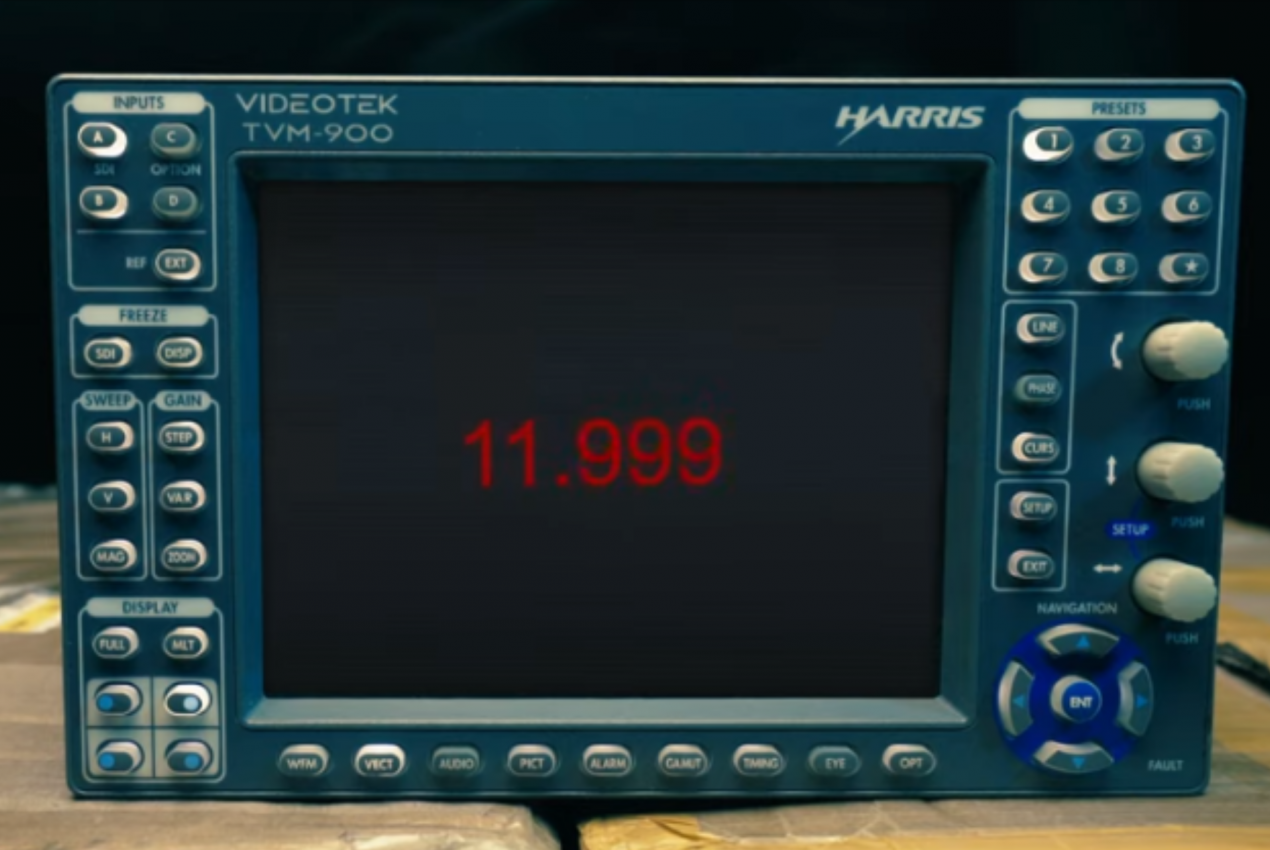 INPUTS
VIDEOTEK
TVM-900
HARRIS
PRESETS
A
C
SDI
OPTION
B
D
REF EXT
1 2 3
4 5 6
7 8 ★
FREEZE
SDI DISP
LINE
PHASE
CURS
PUSH
SWEEP
GAIN
H STEP
V VAR
MAG ZOOM
11.999
SETUP
EXIT
PUSH
SETUP
PUSH
DISPLAY
FULL MLT
NAVIGATION
ENT
FAULT
WFM VECT AUDIO PICT ALARM GAMUT TIMING EYE OPT